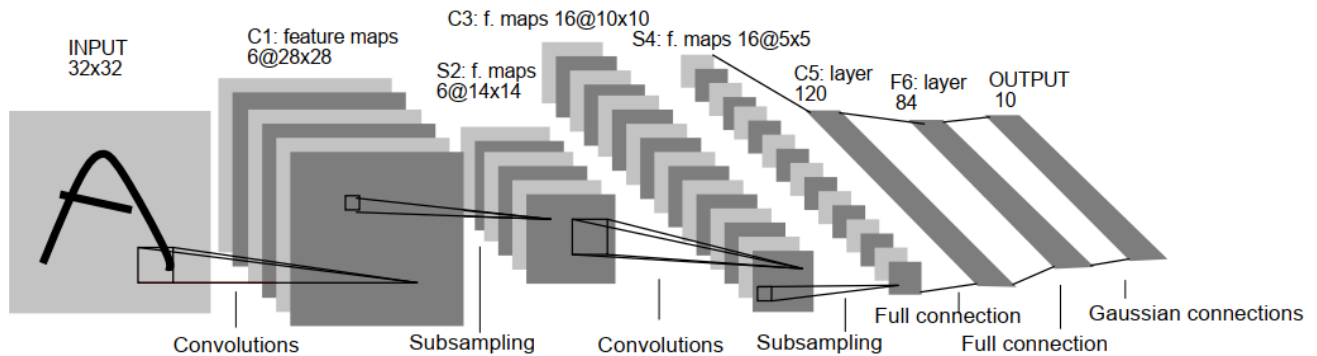 INPUT
32x32
C1: feature maps
6@28x28
S2: f. maps
6@14x14
C3: f. maps 16@10x10
S4: f. maps 16@5x5
C5: layer
120
F6: layer
84
OUTPUT
10
Convolutions
Subsampling
Convolutions
Subsampling
Full connection
Full connection
Gaussian connections